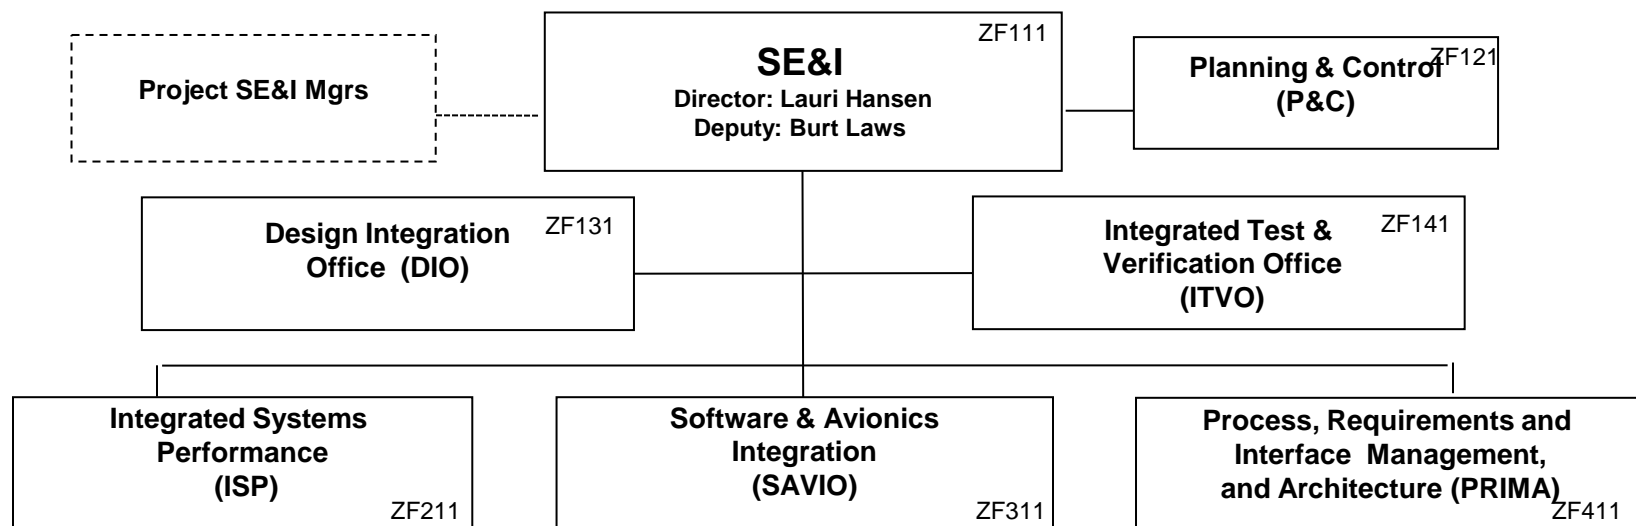 ZF111
SE&I
Director: Lauri Hansen
Deputy: Burt Laws
Project SE&I Mgrs
ZF121
Planning & Control
(P&C)
ZF131
Design Integration
Office (DIO)
ZF141
Integrated Test &
Verification Office
(ITVO)
Integrated Systems
Performance
(ISP)
ZF211
Software & Avionics
Integration
(SAVIO)
ZF311
Process, Requirements and
Interface Management,
and Architecture (PRIMA)
ZF411